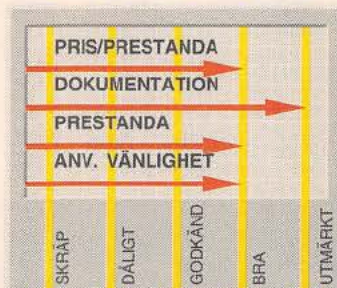 PRIS/PRESTANDA
DOKUMENTATION
PRESTANDA
ANV. VÄNLIGHET
SKRÄP
DÅLIGT
GODKÄND
BRA
UTMÄRKT